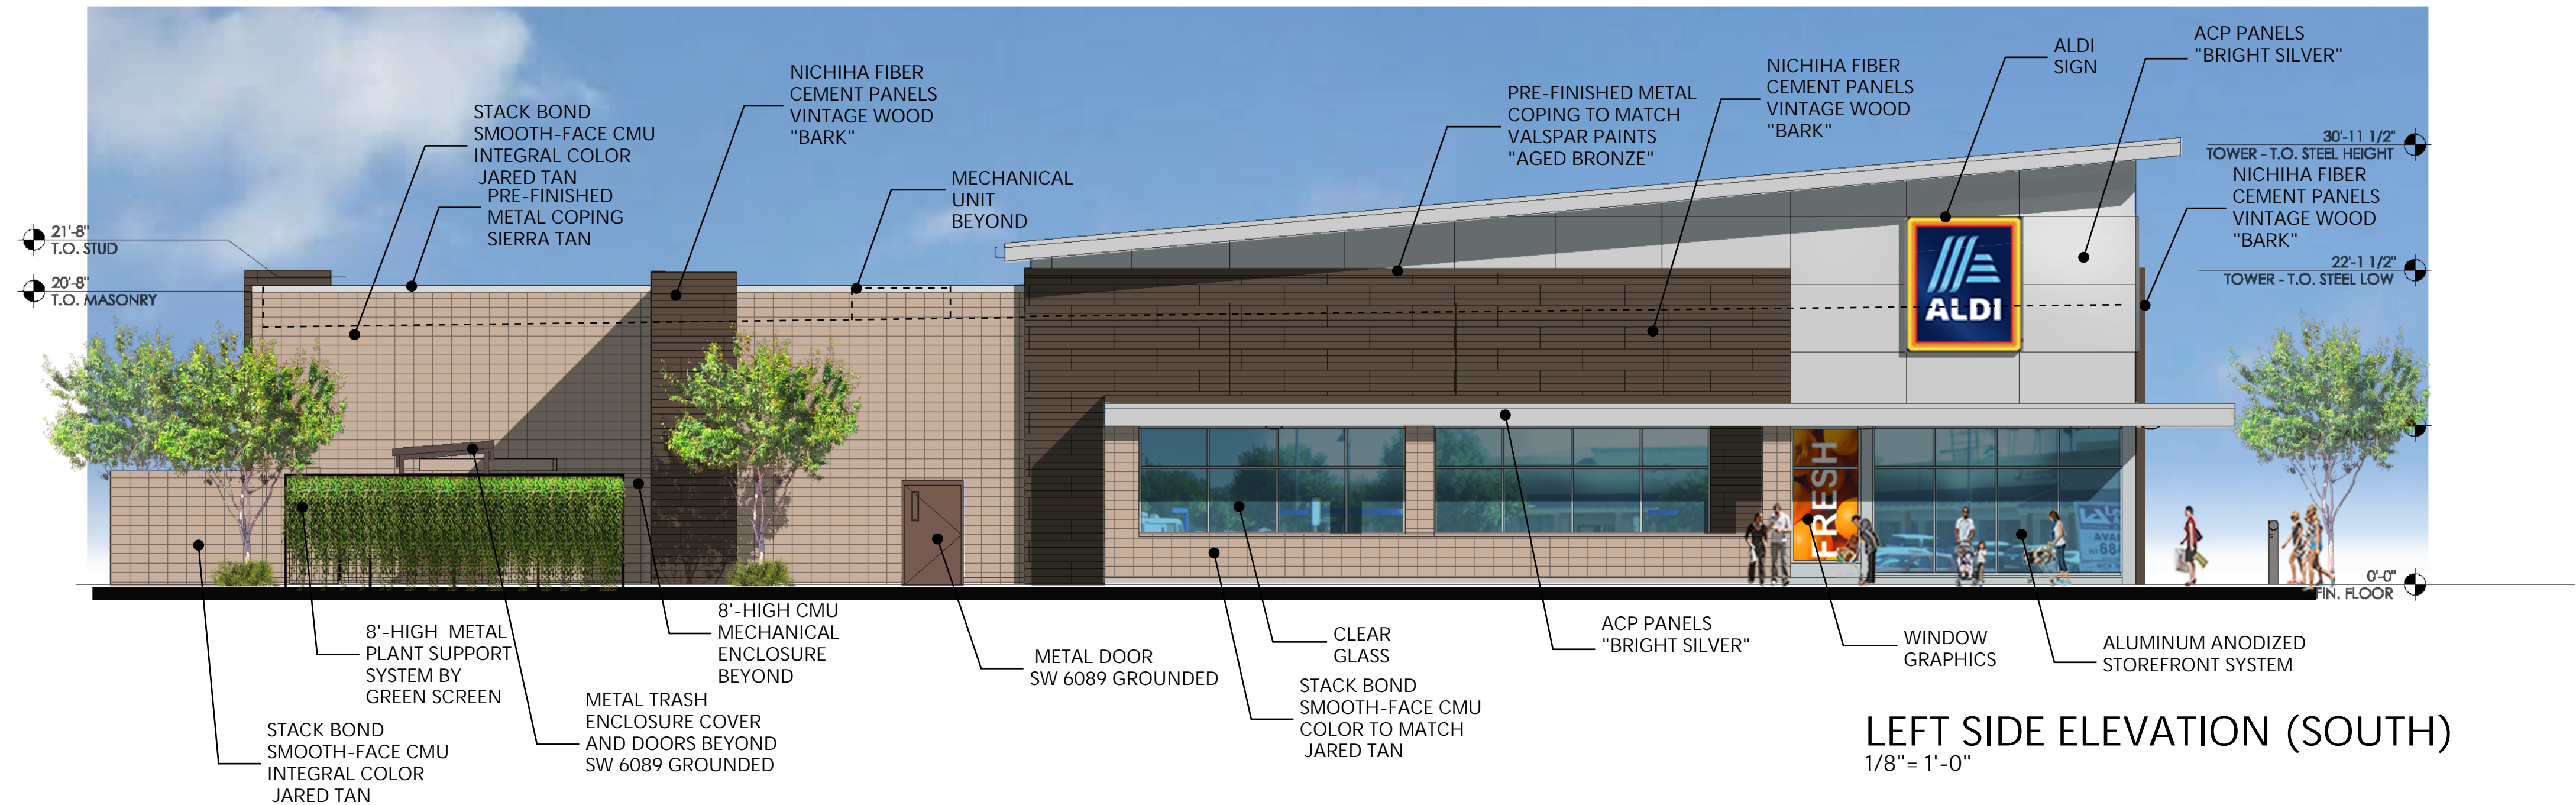 ACP PANELS
"BRIGHT SILVER"
ALDI
SIGN
NICHIHA FIBER
CEMENT PANELS
VINTAGE WOOD
"BARK"
NICHIHA FIBER
CEMENT PANELS
VINTAGE WOOD
"BARK"
PRE-FINISHED METAL
COPING TO MATCH
VALSPAR PAINTS
"AGED BRONZE"
STACK BOND
SMOOTH-FACE CMU
INTEGRAL COLOR
JARED TAN
PRE-FINISHED
METAL COPING
SIERRA TAN
MECHANICAL
UNIT
BEYOND
30'-11 1/2"
TOWER - T.O. STEEL HEIGHT
NICHIHA FIBER
CEMENT PANELS
VINTAGE WOOD
"BARK"
22'-1 1/2"
TOWER - T.O. STEEL LOW
21'-8"
T.O. STUD
20'-8"
T.O. MASONRY
ALDI
FRESH
0'-0"
FIN. FLOOR
8'-HIGH METAL
PLANT SUPPORT
SYSTEM BY
GREEN SCREEN
8'-HIGH CMU
MECHANICAL
ENCLOSURE
BEYOND
METAL DOOR
SW 6089 GROUNDED
CLEAR
GLASS
ACP PANELS
"BRIGHT SILVER"
WINDOW
GRAPHICS
ALUMINUM ANODIZED
STOREFRONT SYSTEM
STACK BOND
SMOOTH-FACE CMU
INTEGRAL COLOR
JARED TAN
METAL TRASH
ENCLOSURE COVER
AND DOORS BEYOND
SW 6089 GROUNDED
STACK BOND
SMOOTH-FACE CMU
COLOR TO MATCH
JARED TAN
LEFT SIDE ELEVATION (SOUTH)
1/8"= 1'-0"